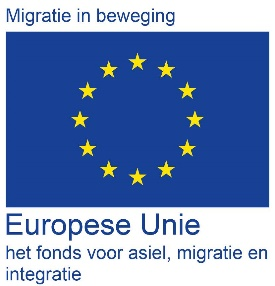 Migratie in beweging
Europese Unie
het fonds voor asiel, migratie en
integratie